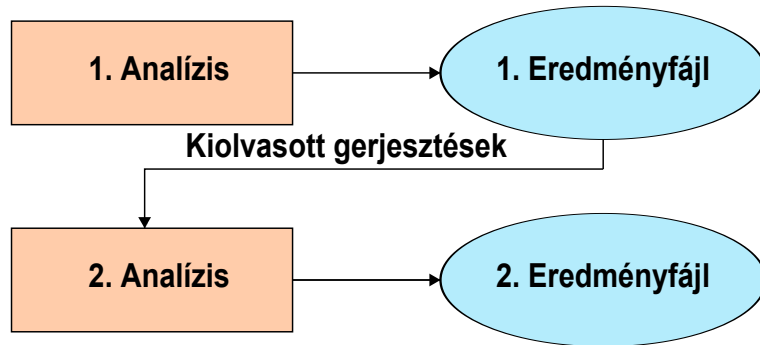 1. Analízis
1. Eredményfájl
Kiolvasott gerjesztések
2. Analízis
2. Eredményfájl